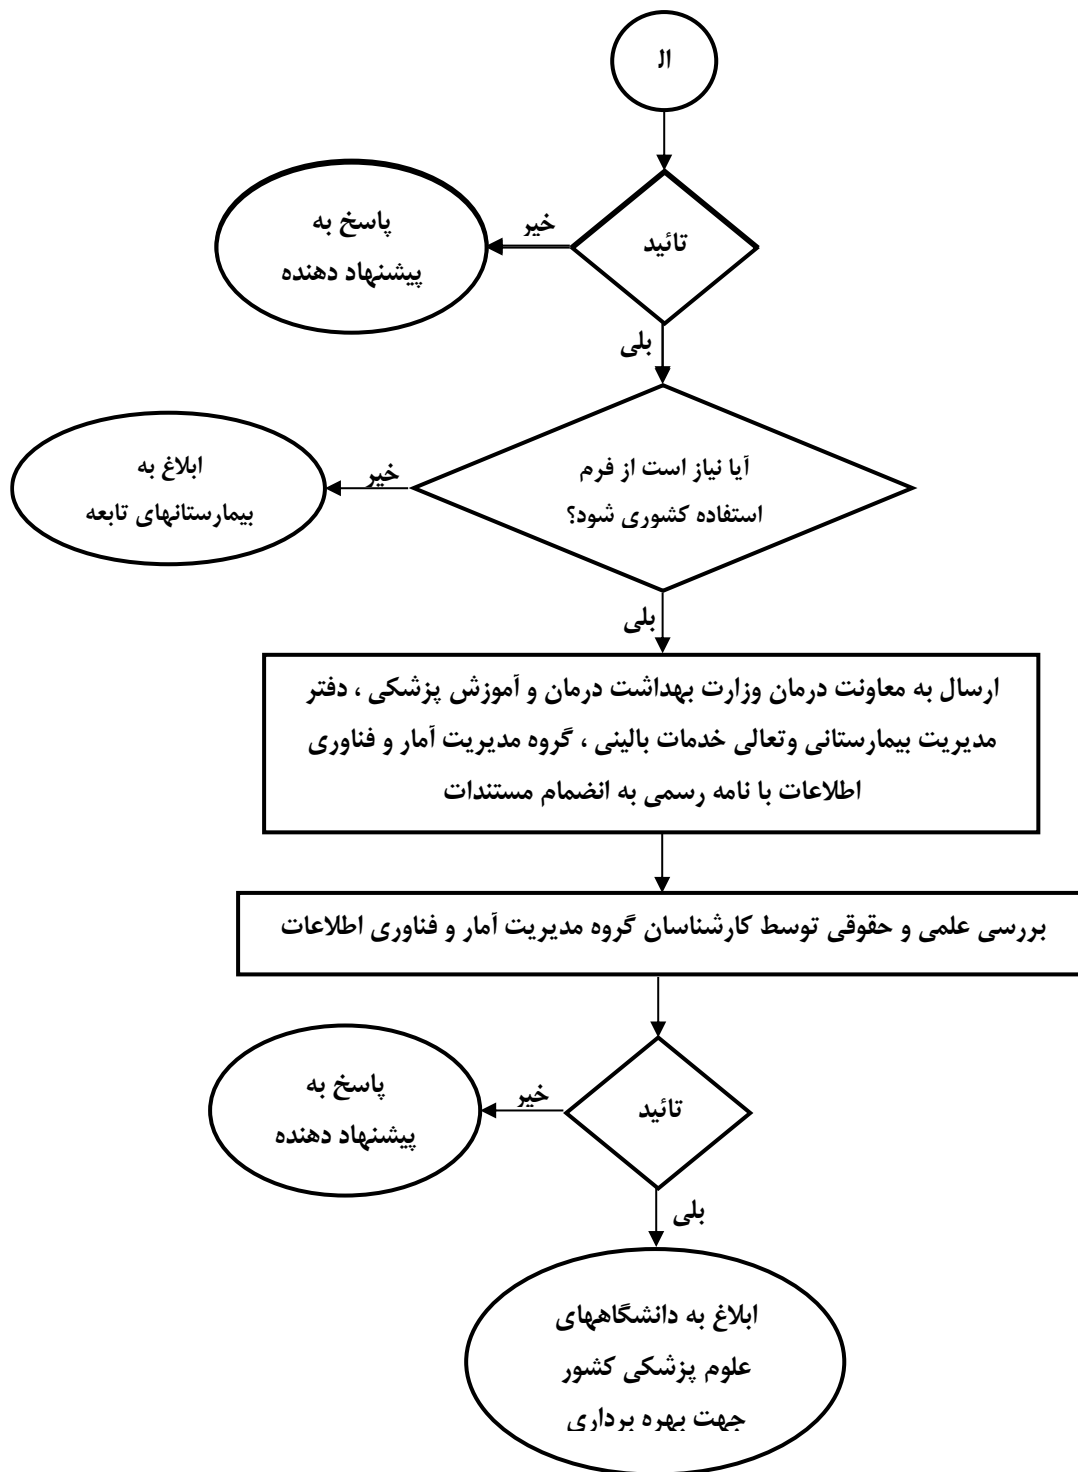 ال
تائید
خیر
پاسخ به
پیشنهاد دهنده
بلی
آیا نیاز است از فرم
استفاده کشوری شود؟
خیر
ابلاغ به
بیمارستانهای تابعه
بلی
ارسال به معاونت درمان وزارت بهداشت درمان و آموزش پزشکی ، دفتر
مدیریت بیمارستانی وتعالی خدمات بالینی ، گروه مدیریت آمار و فناوری
اطلاعات با نامه رسمی به انضمام مستندات
بررسی علمی و حقوقی توسط کارشناسان گروه مدیریت آمار و فناوری اطلاعات
تائید
خیر
پاسخ به
پیشنهاد دهنده
بلی
ابلاغ به دانشگاههای
علوم پزشکی کشور
جهت بهره برداری